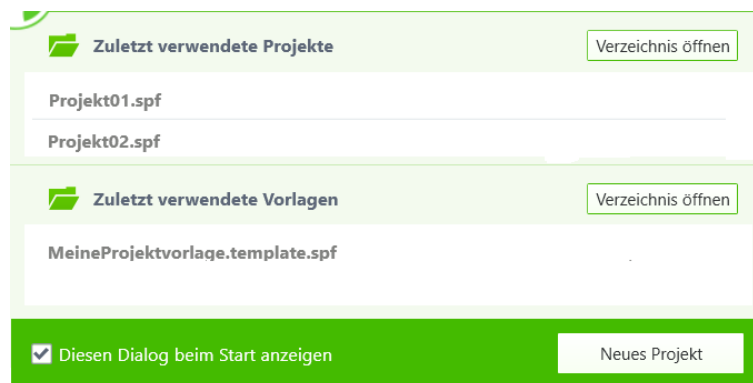 Zuletzt verwendete Projekte
Verzeichnis öffnen
Projekt01.spf
Projekt02.spf
Zuletzt verwendete Vorlagen
Verzeichnis öffnen
MeineProjektvorlage.template.spf
Diesen Dialog beim Start anzeigen
Neues Projekt